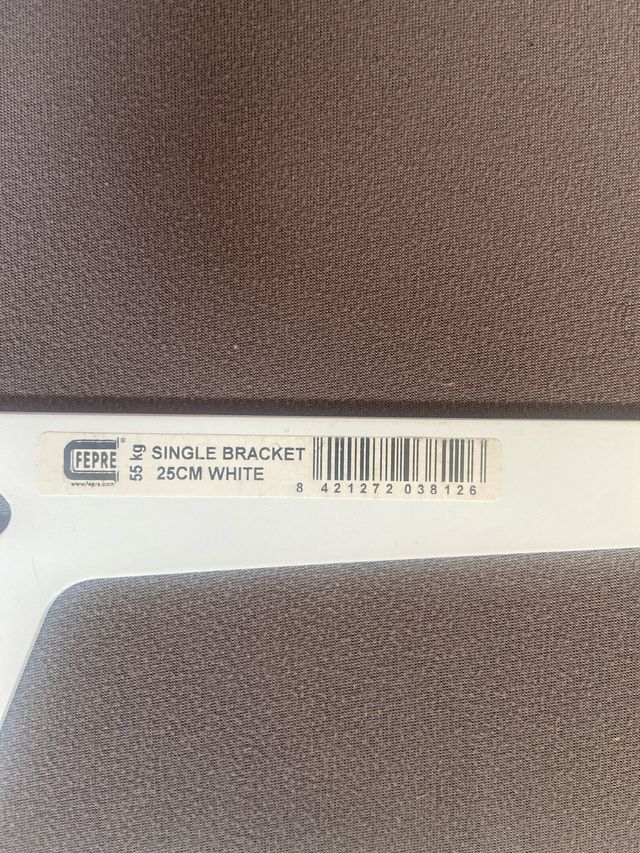 FEPRE
®
www.fepre.com
55 kg
SINGLE BRACKET
25CM WHITE
8 421272 038126